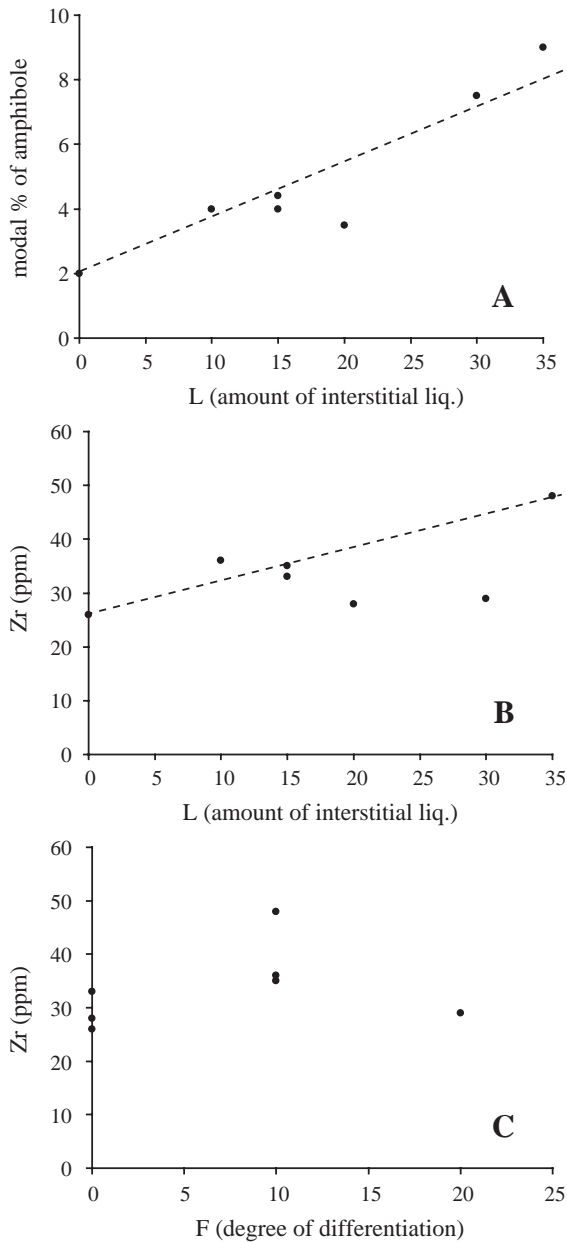 10
8
6
4
2
0
modal % of amphibole
A
0 5 10 15 20 25 30 35
L (amount of interstitial liq.)
60
50
40
30
20
10
0
Zr (ppm)
B
0 5 10 15 20 25 30 35
L (amount of interstitial liq.)
60
50
40
30
20
10
0
Zr (ppm)
C
0 5 10 15 20 25
F (degree of differentiation)